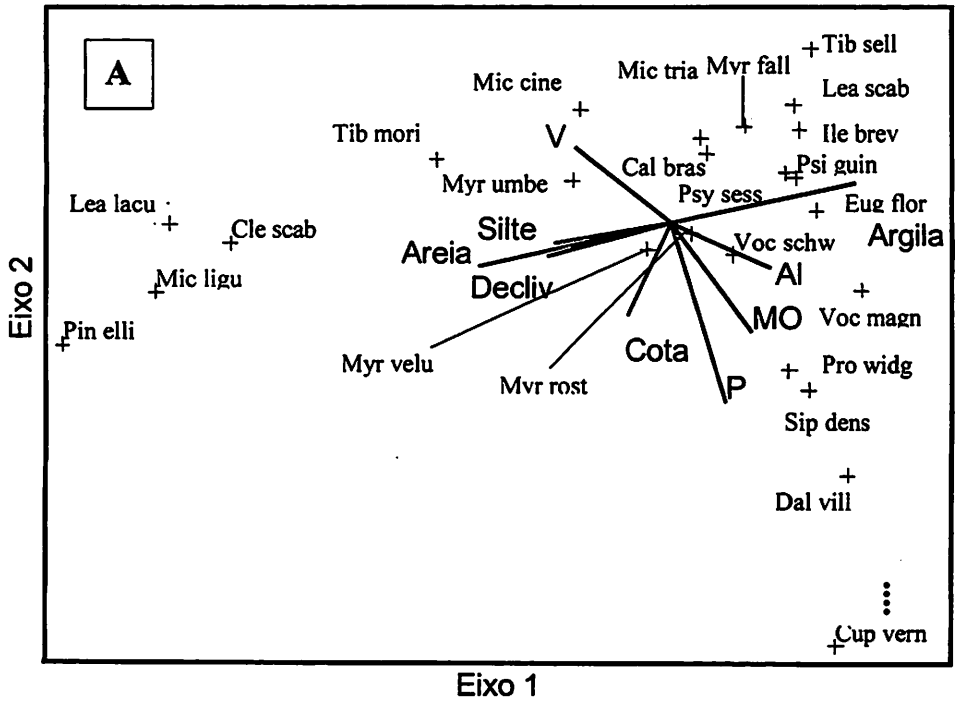 A
Tib sell
Mic tria
Mvr fall
Mic cine
Lea scab
Tib mori
V
Ile brev
Cal bras
Psi guin
Myr umbe
Psy sess
Lea lacu
Eug flor
Cle scab
Silte
Argila
Areia
Voc schw
Al
Mic ligu
Decliv
MO
Voc magn
Pin elli
Cota
Myr velu
Pro widg
Mvr rost
P
Sip dens
Dal vill
Cup vern
Eixo 2
Eixo 1